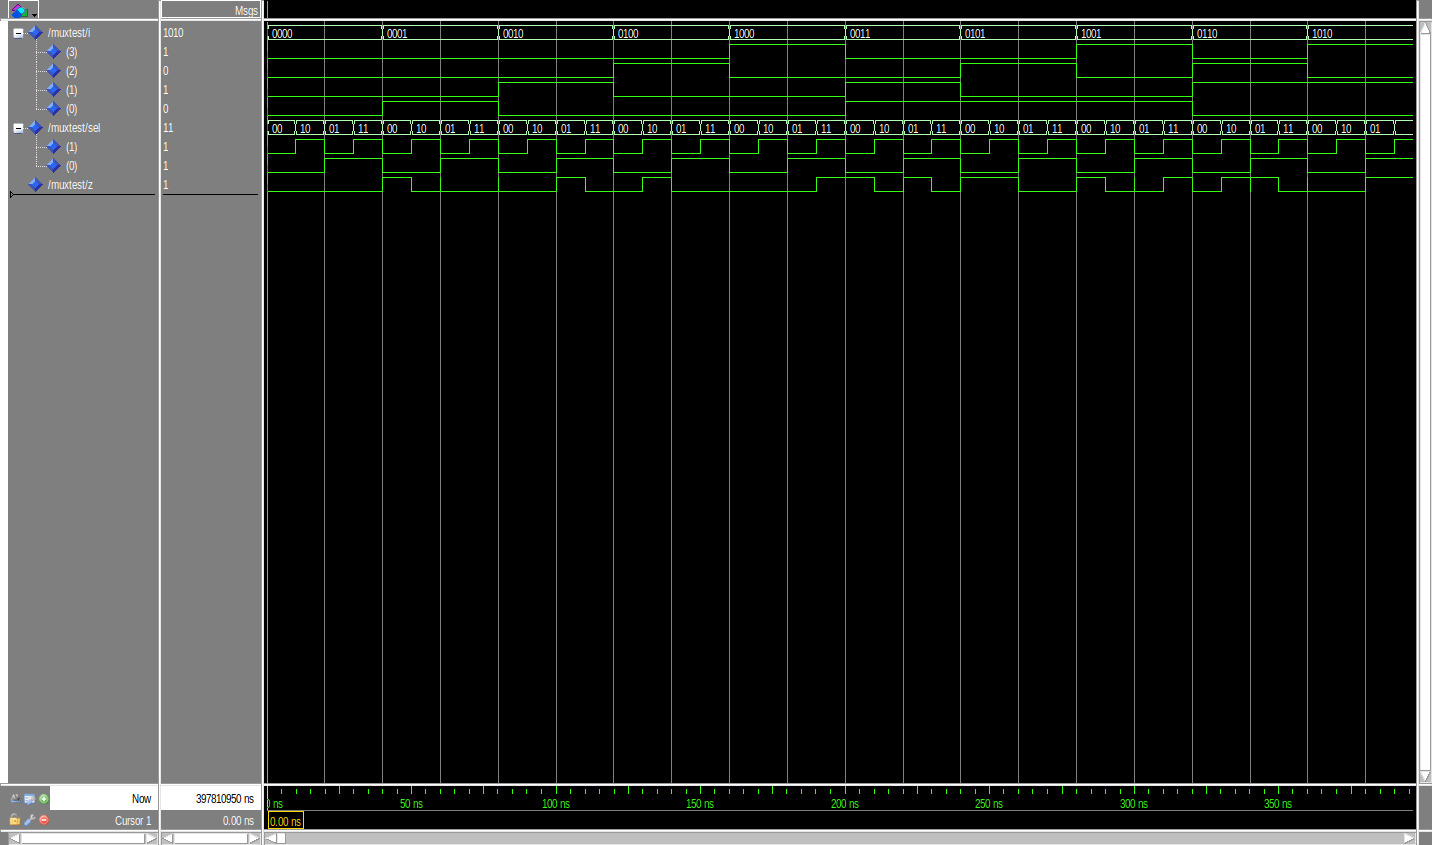 Msgs
/muxtest/i 1010 0000 0001 0010 0100 1000 0011 0101 1001 0110 1010
(3) 1
(2) 0
(1) 1
(0) 0
/muxtest/sel 11 00 10 01 11 00 10 01 11 00 10 01 11 00 10 01 11 00 10 01 11 00 10 01 11 00 10 01 11 00 10 01 11 00 10 01 11 00 10 01
(1) 1
(0) 1
/muxtest/z 1
Now 397810950 ns ns 50 ns 100 ns 150 ns 200 ns 250 ns 300 ns 350 ns
Cursor 1 0.00 ns 0.00 ns